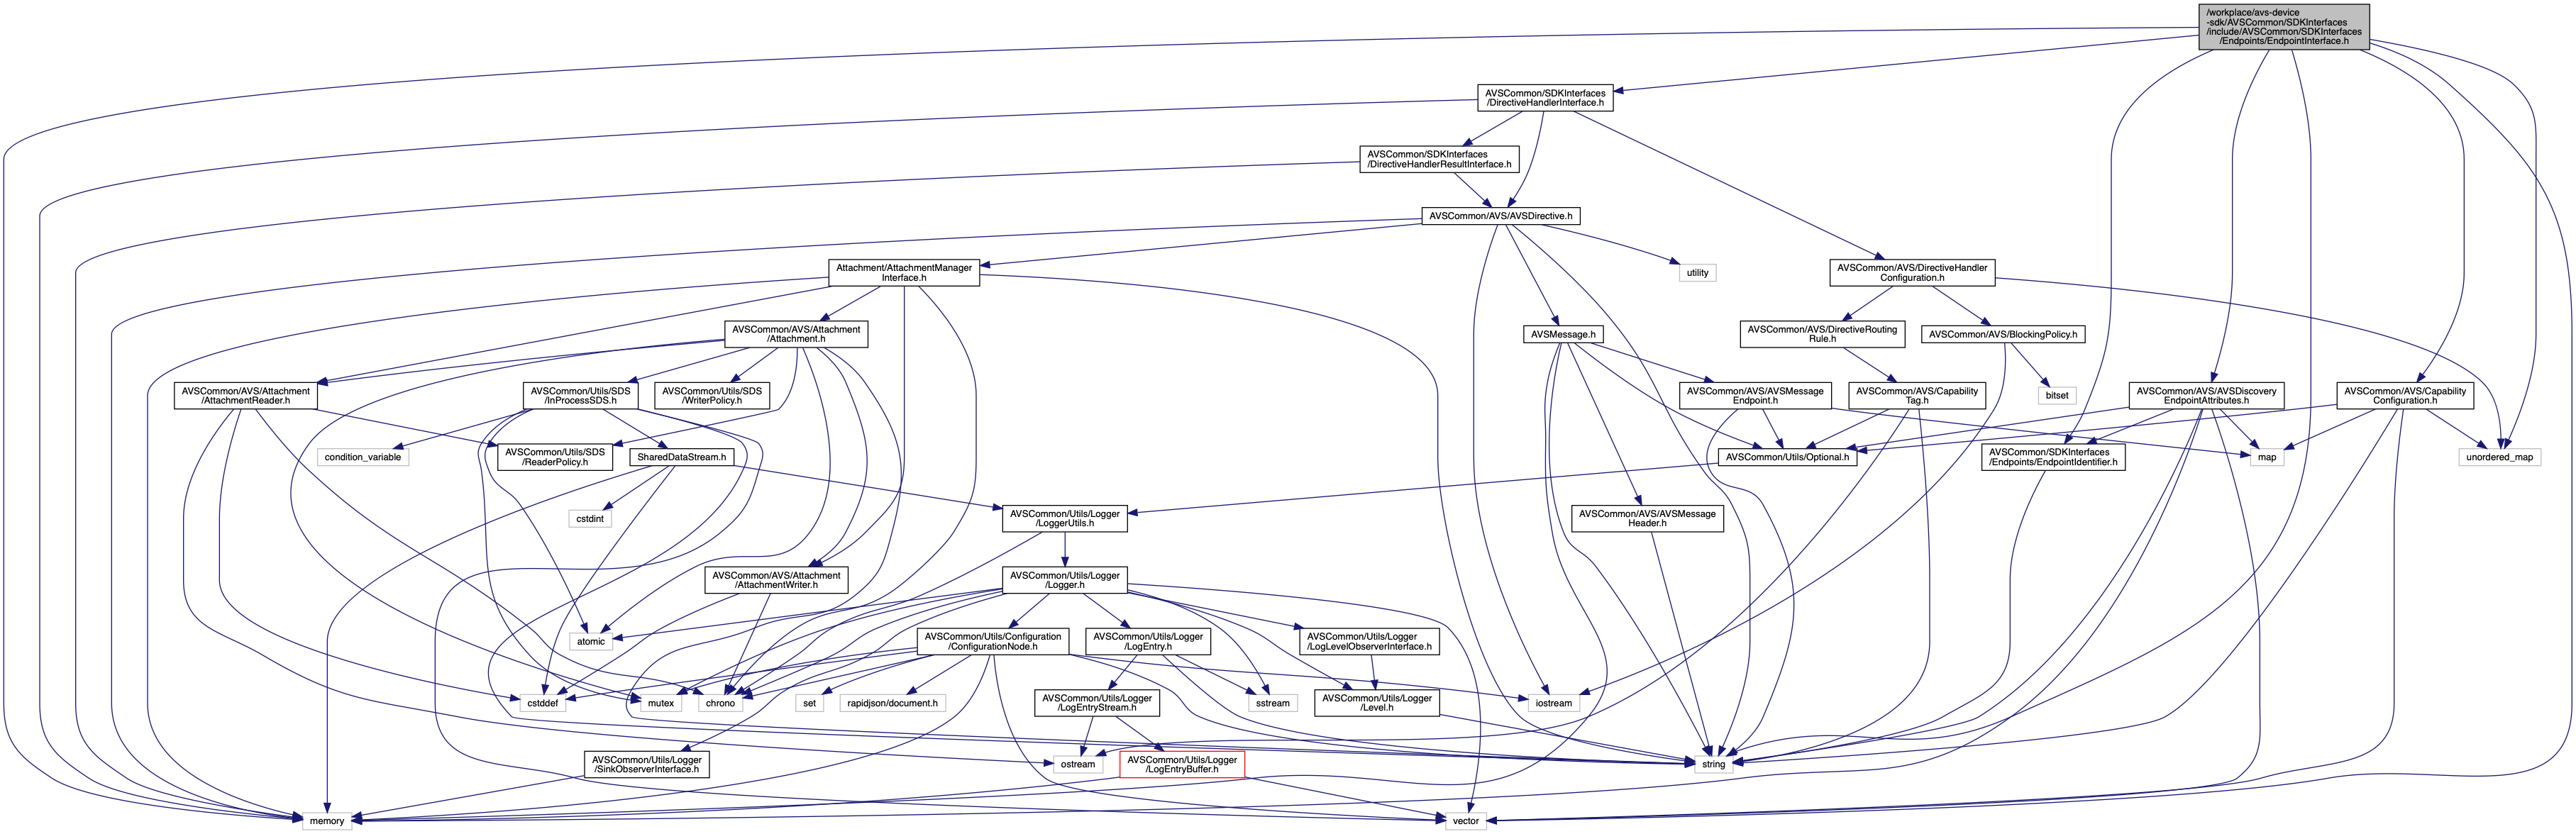 /workplace/avs-device
-sdk/AVSCommon/SDKInterfaces
/include/AVSCommon/SDKInterfaces
/Endpoints/EndpointInterface.h
AVSCommon/SDKInterfaces
/DirectiveHandlerInterface.h
AVSCommon/SDKInterfaces
/DirectiveHandlerResultInterface.h
AVSCommon/AVS/AVSDirective.h
Attachment/AttachmentManager
Interface.h
utility
AVSCommon/AVS/DirectiveHandler
Configuration.h
AVSCommon/AVS/Attachment
/Attachment.h
AVSMessage.h
AVSCommon/AVS/DirectiveRouting
Rule.h
AVSCommon/AVS/BlockingPolicy.h
AVSCommon/AVS/Attachment
/AttachmentReader.h
AVSCommon/Utils/SDS
/InProcessSDS.h
AVSCommon/Utils/SDS
/WriterPolicy.h
AVSCommon/AVS/AVSMessage
Endpoint.h
AVSCommon/AVS/Capability
Tag.h
bitset
AVSCommon/AVS/AVSDiscovery
EndpointAttributes.h
AVSCommon/AVS/Capability
Configuration.h
condition_variable
AVSCommon/Utils/SDS
/ReaderPolicy.h
SharedDataStream.h
AVSCommon/Utils/Optional.h
AVSCommon/SDKInterfaces
/Endpoints/EndpointIdentifier.h
map
unordered_map
cstdint
AVSCommon/Utils/Logger
/LoggerUtils.h
AVSCommon/AVS/AVSMessage
Header.h
AVSCommon/AVS/Attachment
/AttachmentWriter.h
AVSCommon/Utils/Logger
/Logger.h
atomic
AVSCommon/Utils/Configuration
/ConfigurationNode.h
AVSCommon/Utils/Logger
/LogEntry.h
AVSCommon/Utils/Logger
/LogLevelObserverInterface.h
cstddef
mutex
chrono
set
rapidjson/document.h
AVSCommon/Utils/Logger
/LogEntryStream.h
sstream
AVSCommon/Utils/Logger
/Level.h
iostream
AVSCommon/Utils/Logger
/SinkObserverInterface.h
ostream
AVSCommon/Utils/Logger
/LogEntryBuffer.h
string
memory
vector